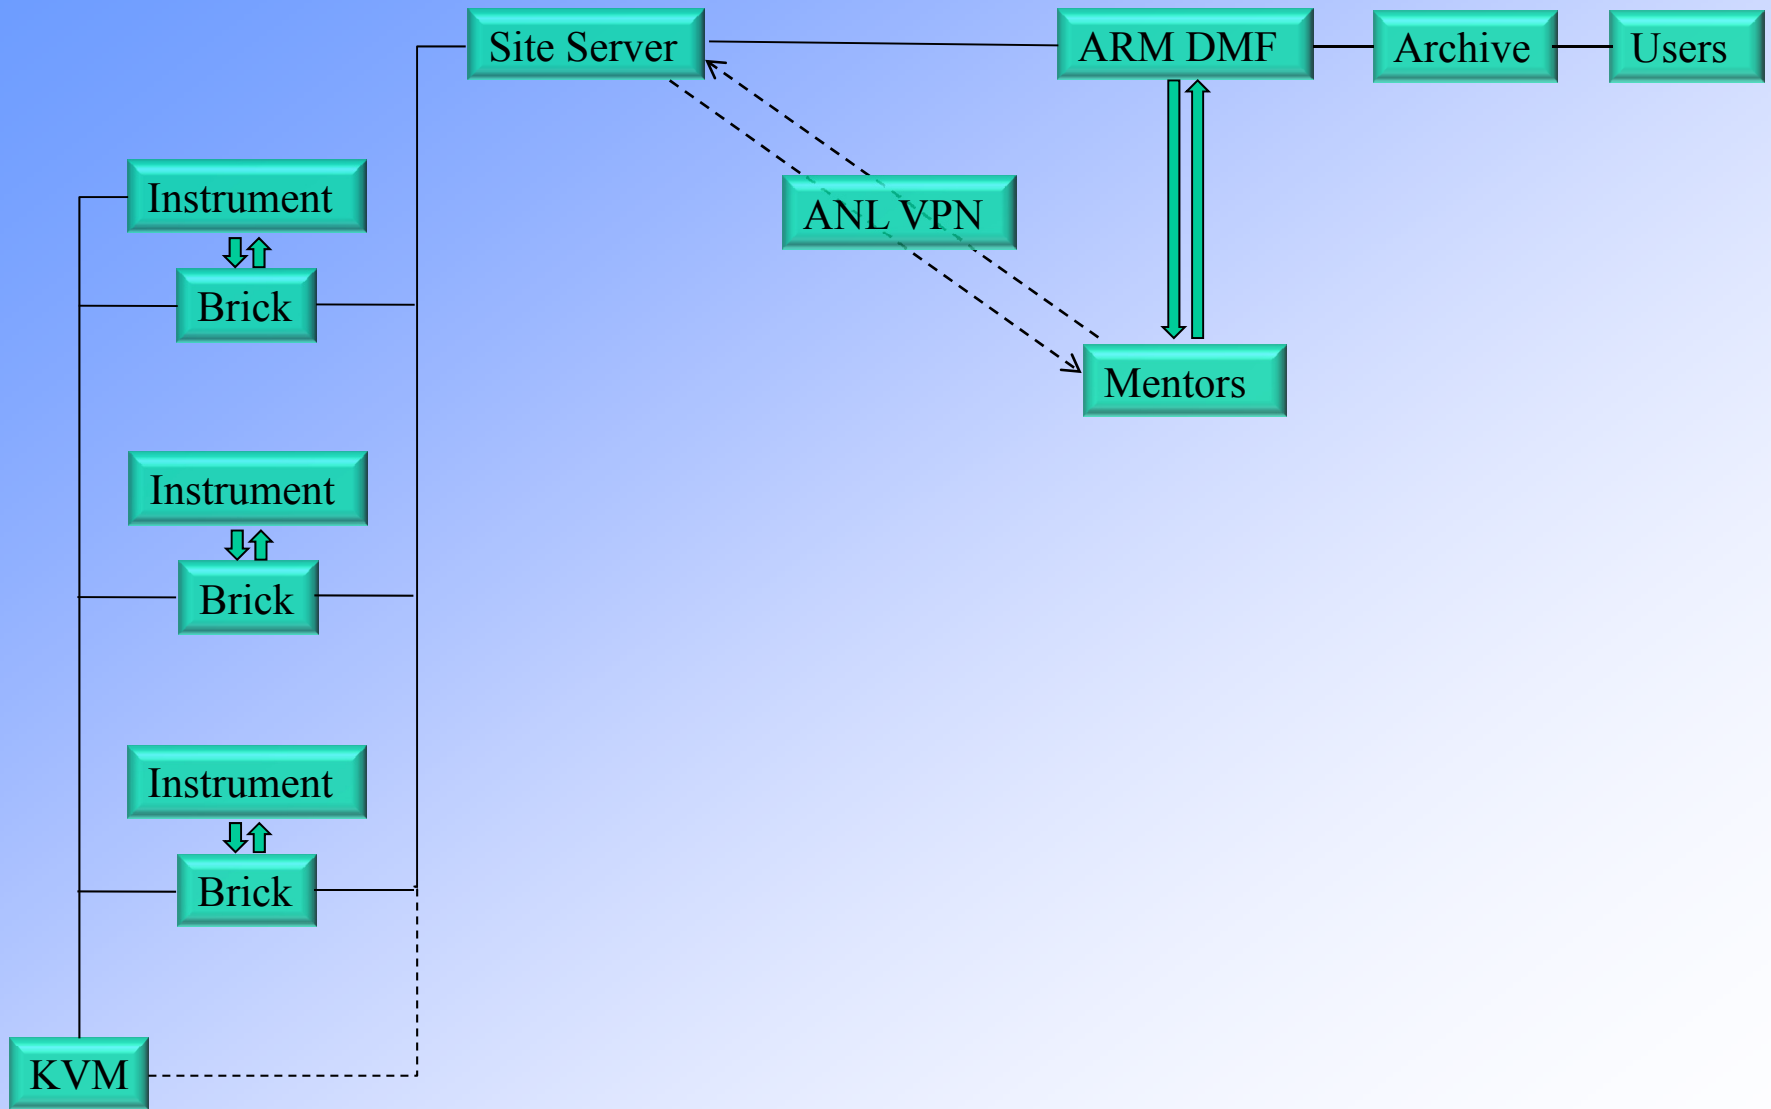 Site Server
ARM DMF
Archive
Users
Instrument
ANL VPN
Brick
Mentors
Instrument
Brick
Instrument
Brick
KVM